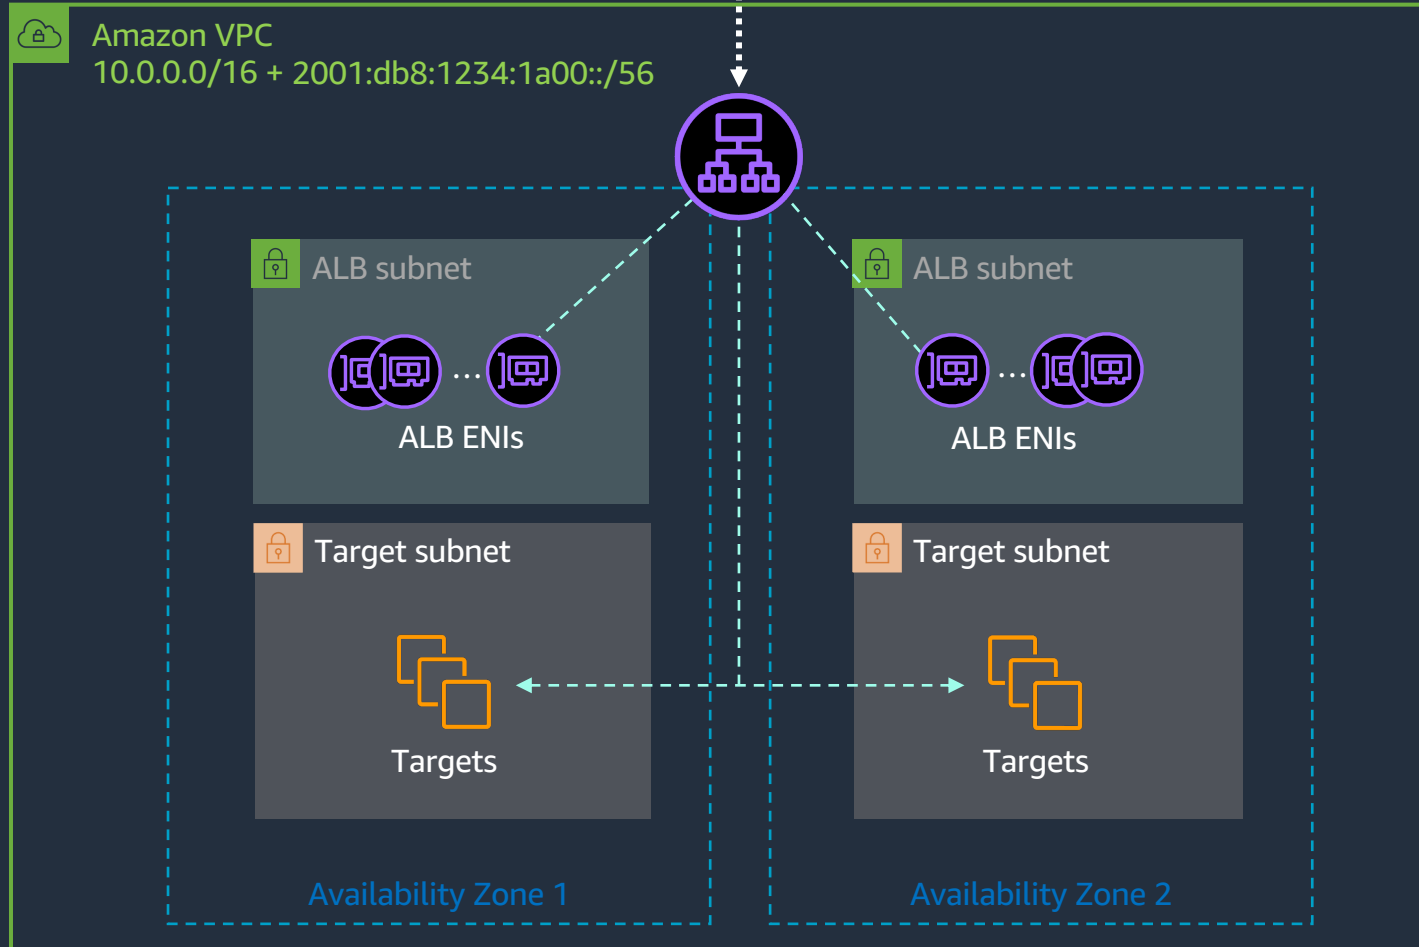 Amazon VPC
10.0.0.0/16 + 2001:db8:1234:1a00::/56
ALB subnet
ALB subnet
...
...
ALB ENIs
ALB ENIs
Target subnet
Target subnet
Targets
Targets
Availability Zone 1
Availability Zone 2